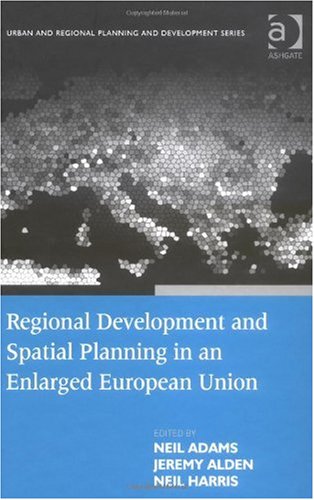 URBAN AND REGIONAL PLANNING AND DEVELOPMENT SERIES
a
ASHGATE
Regional Development and
Spatial Planning in an
Enlarged European Union
EDITED BY
NEIL ADAMS
JEREMY ALDEN
NEIL HARRIS